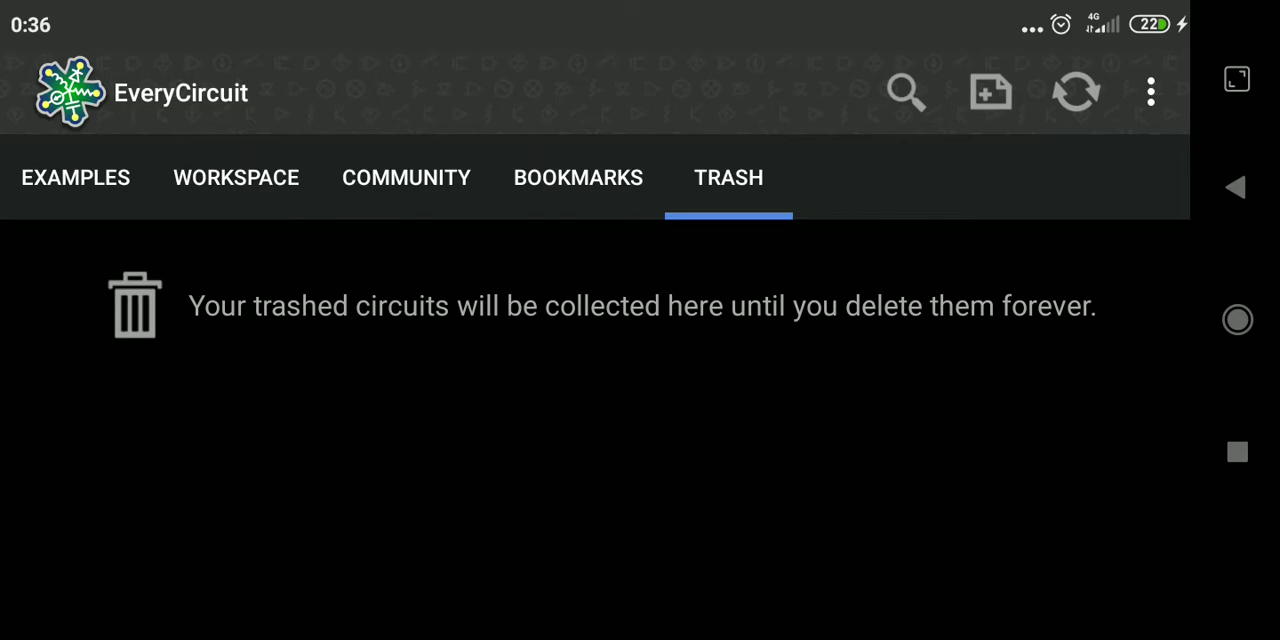 0:36
4G
22
EveryCircuit
EXAMPLES WORKSPACE COMMUNITY BOOKMARKS TRASH
Your trashed circuits will be collected here until you delete them forever.